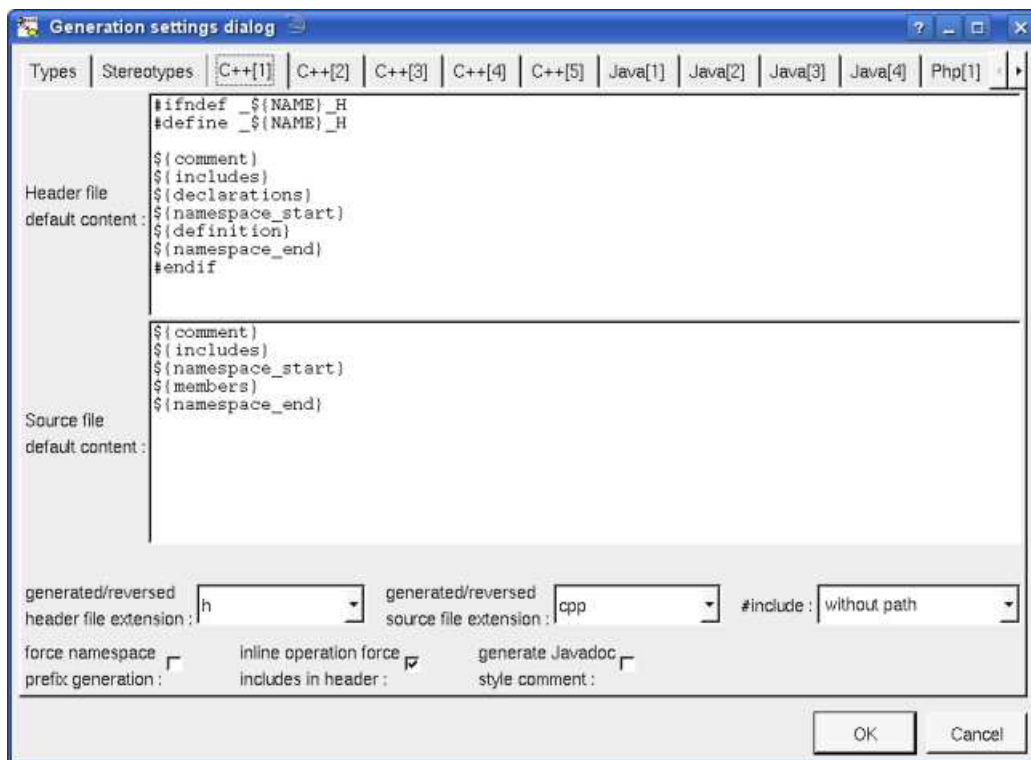 Generation settings dialog
Types Stereotypes C++[1] C++[2] C++[3] C++[4] C++[5] Java[1] Java[2] Java[3] Java[4] Php[1]
#ifndef _${NAME}_H
#define _${NAME}_H
${comment}
${includes}
${declarations}
${namespace_start}
${definition}
${namespace_end}
#endif
Header file
default content :
${comment}
${includes}
${namespace_start}
${members}
${namespace_end}
Source file
default content :
generated/reversed
header file extension : h
generated/reversed
source file extension : cpp
#include : without path
force namespace
prefix generation :
inline operation force
includes in header :
generate Javadoc
style comment :
OK Cancel